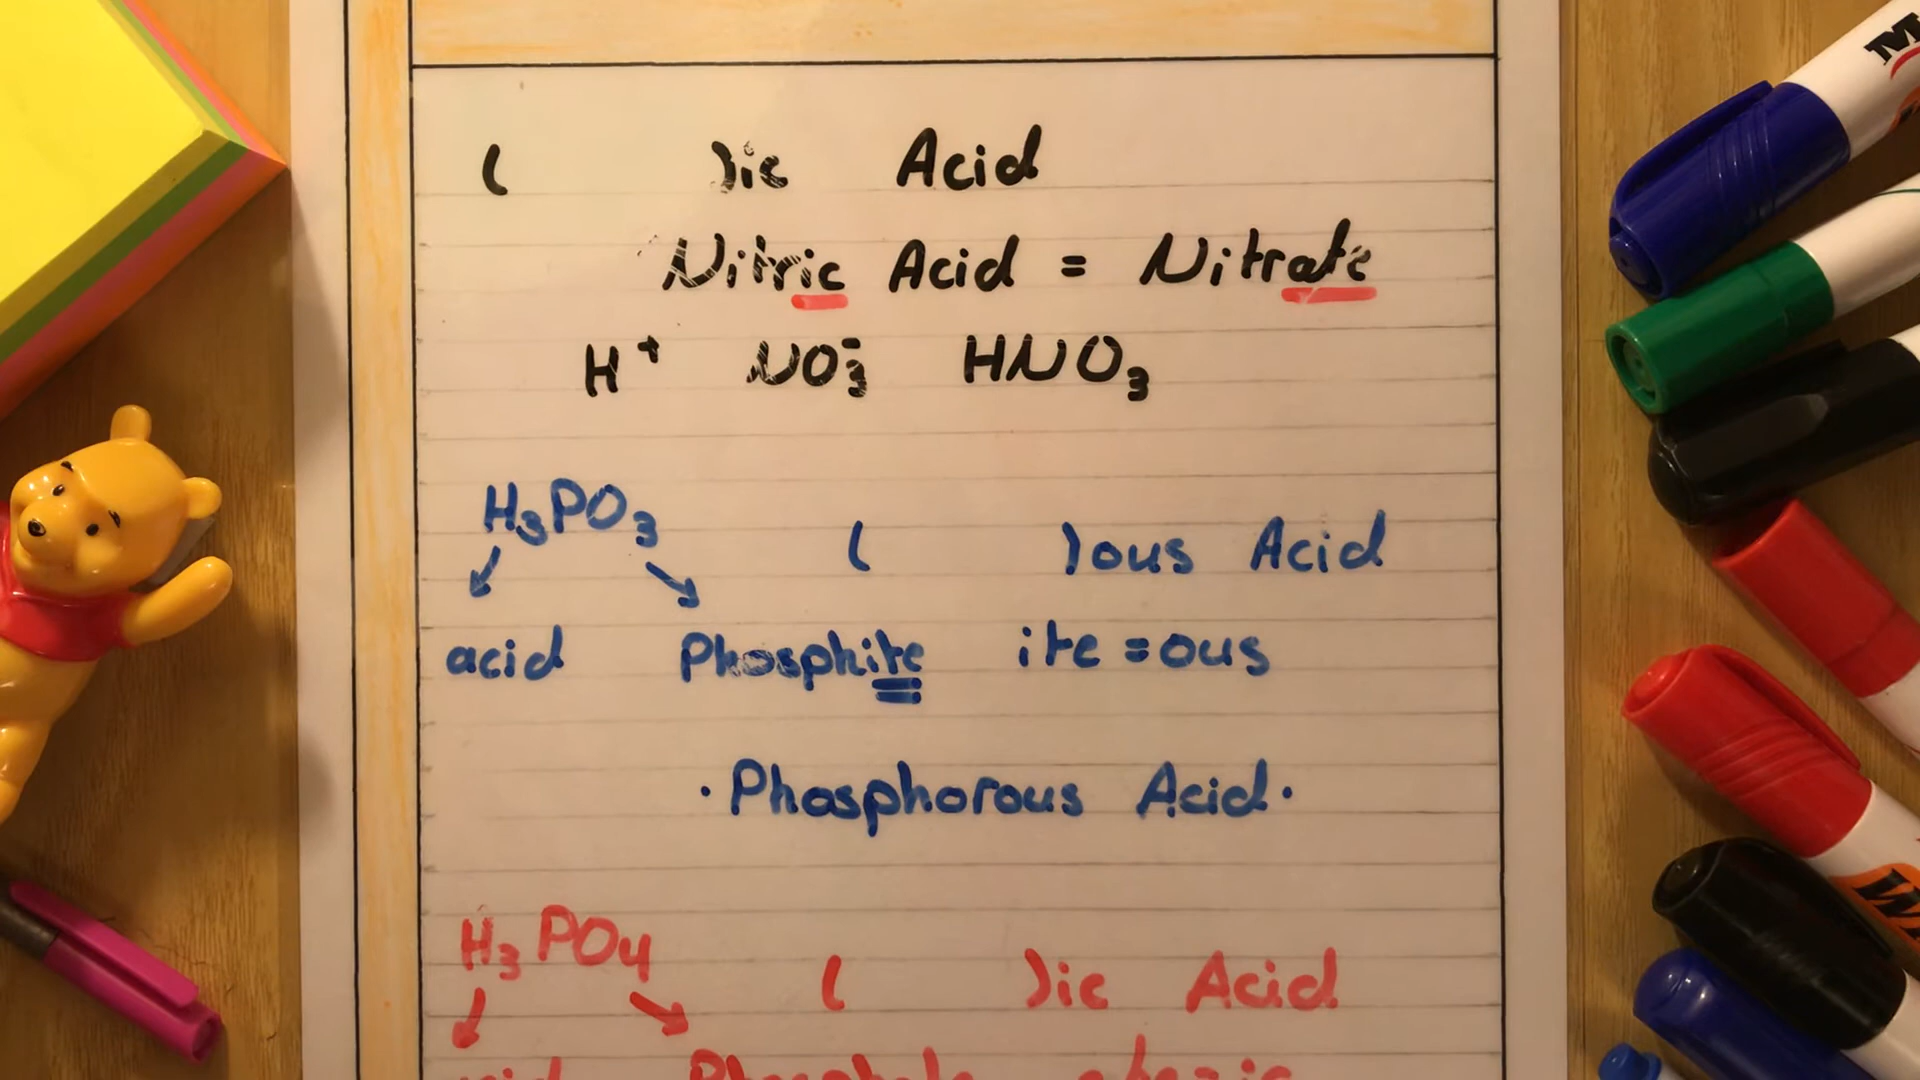 ( )ic Acid
Nitric Acid = Nitrate
H⁺ NO₃⁻ HNO₃
H₃PO₃ ( )ous Acid
acid Phosphite ite = ous
· Phosphorous Acid ·
H₃PO₄ ( )ic Acid